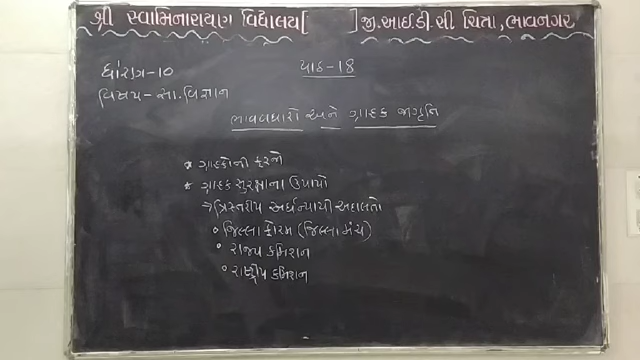 શ્રી સ્વામિનારાયણ વિદ્યાલય[ ]જી.આઈ.ડી.સી ચિત્રા, ભાવનગર
ધોરણ-10
પાઠ-18
વિષય- સા. વિજ્ઞાન
ભાવવધારો અને ગ્રાહક જાગૃતિ
* ગ્રાહકોની ફરજો
* ગ્રાહક સુરક્ષાના ઉપાયો
→ ત્રિસ્તરીય અર્ધન્યાયી અદાલતો
∘ જિલ્લા ફોરમ (જિલ્લા મંચ)
∘ રાજ્ય કમિશન
∘ રાષ્ટ્રીય કમિશન